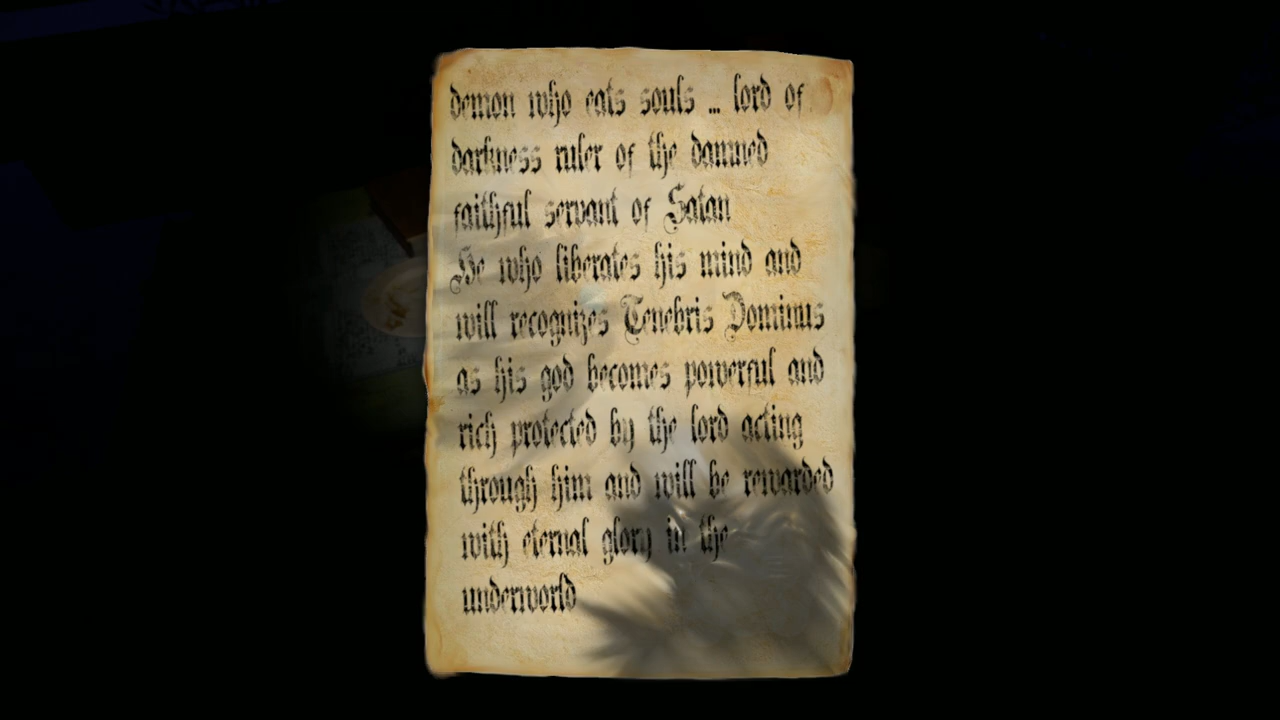 demon who eats souls ... lord of
darkness ruler of the damned
faithful servant of Satan
He who liberates his mind and
will recognizes Tenebris Dominus
as his god becomes powerful and
rich protected by the lord acting
through him and will be rewarded
with eternal glory in the
underworld